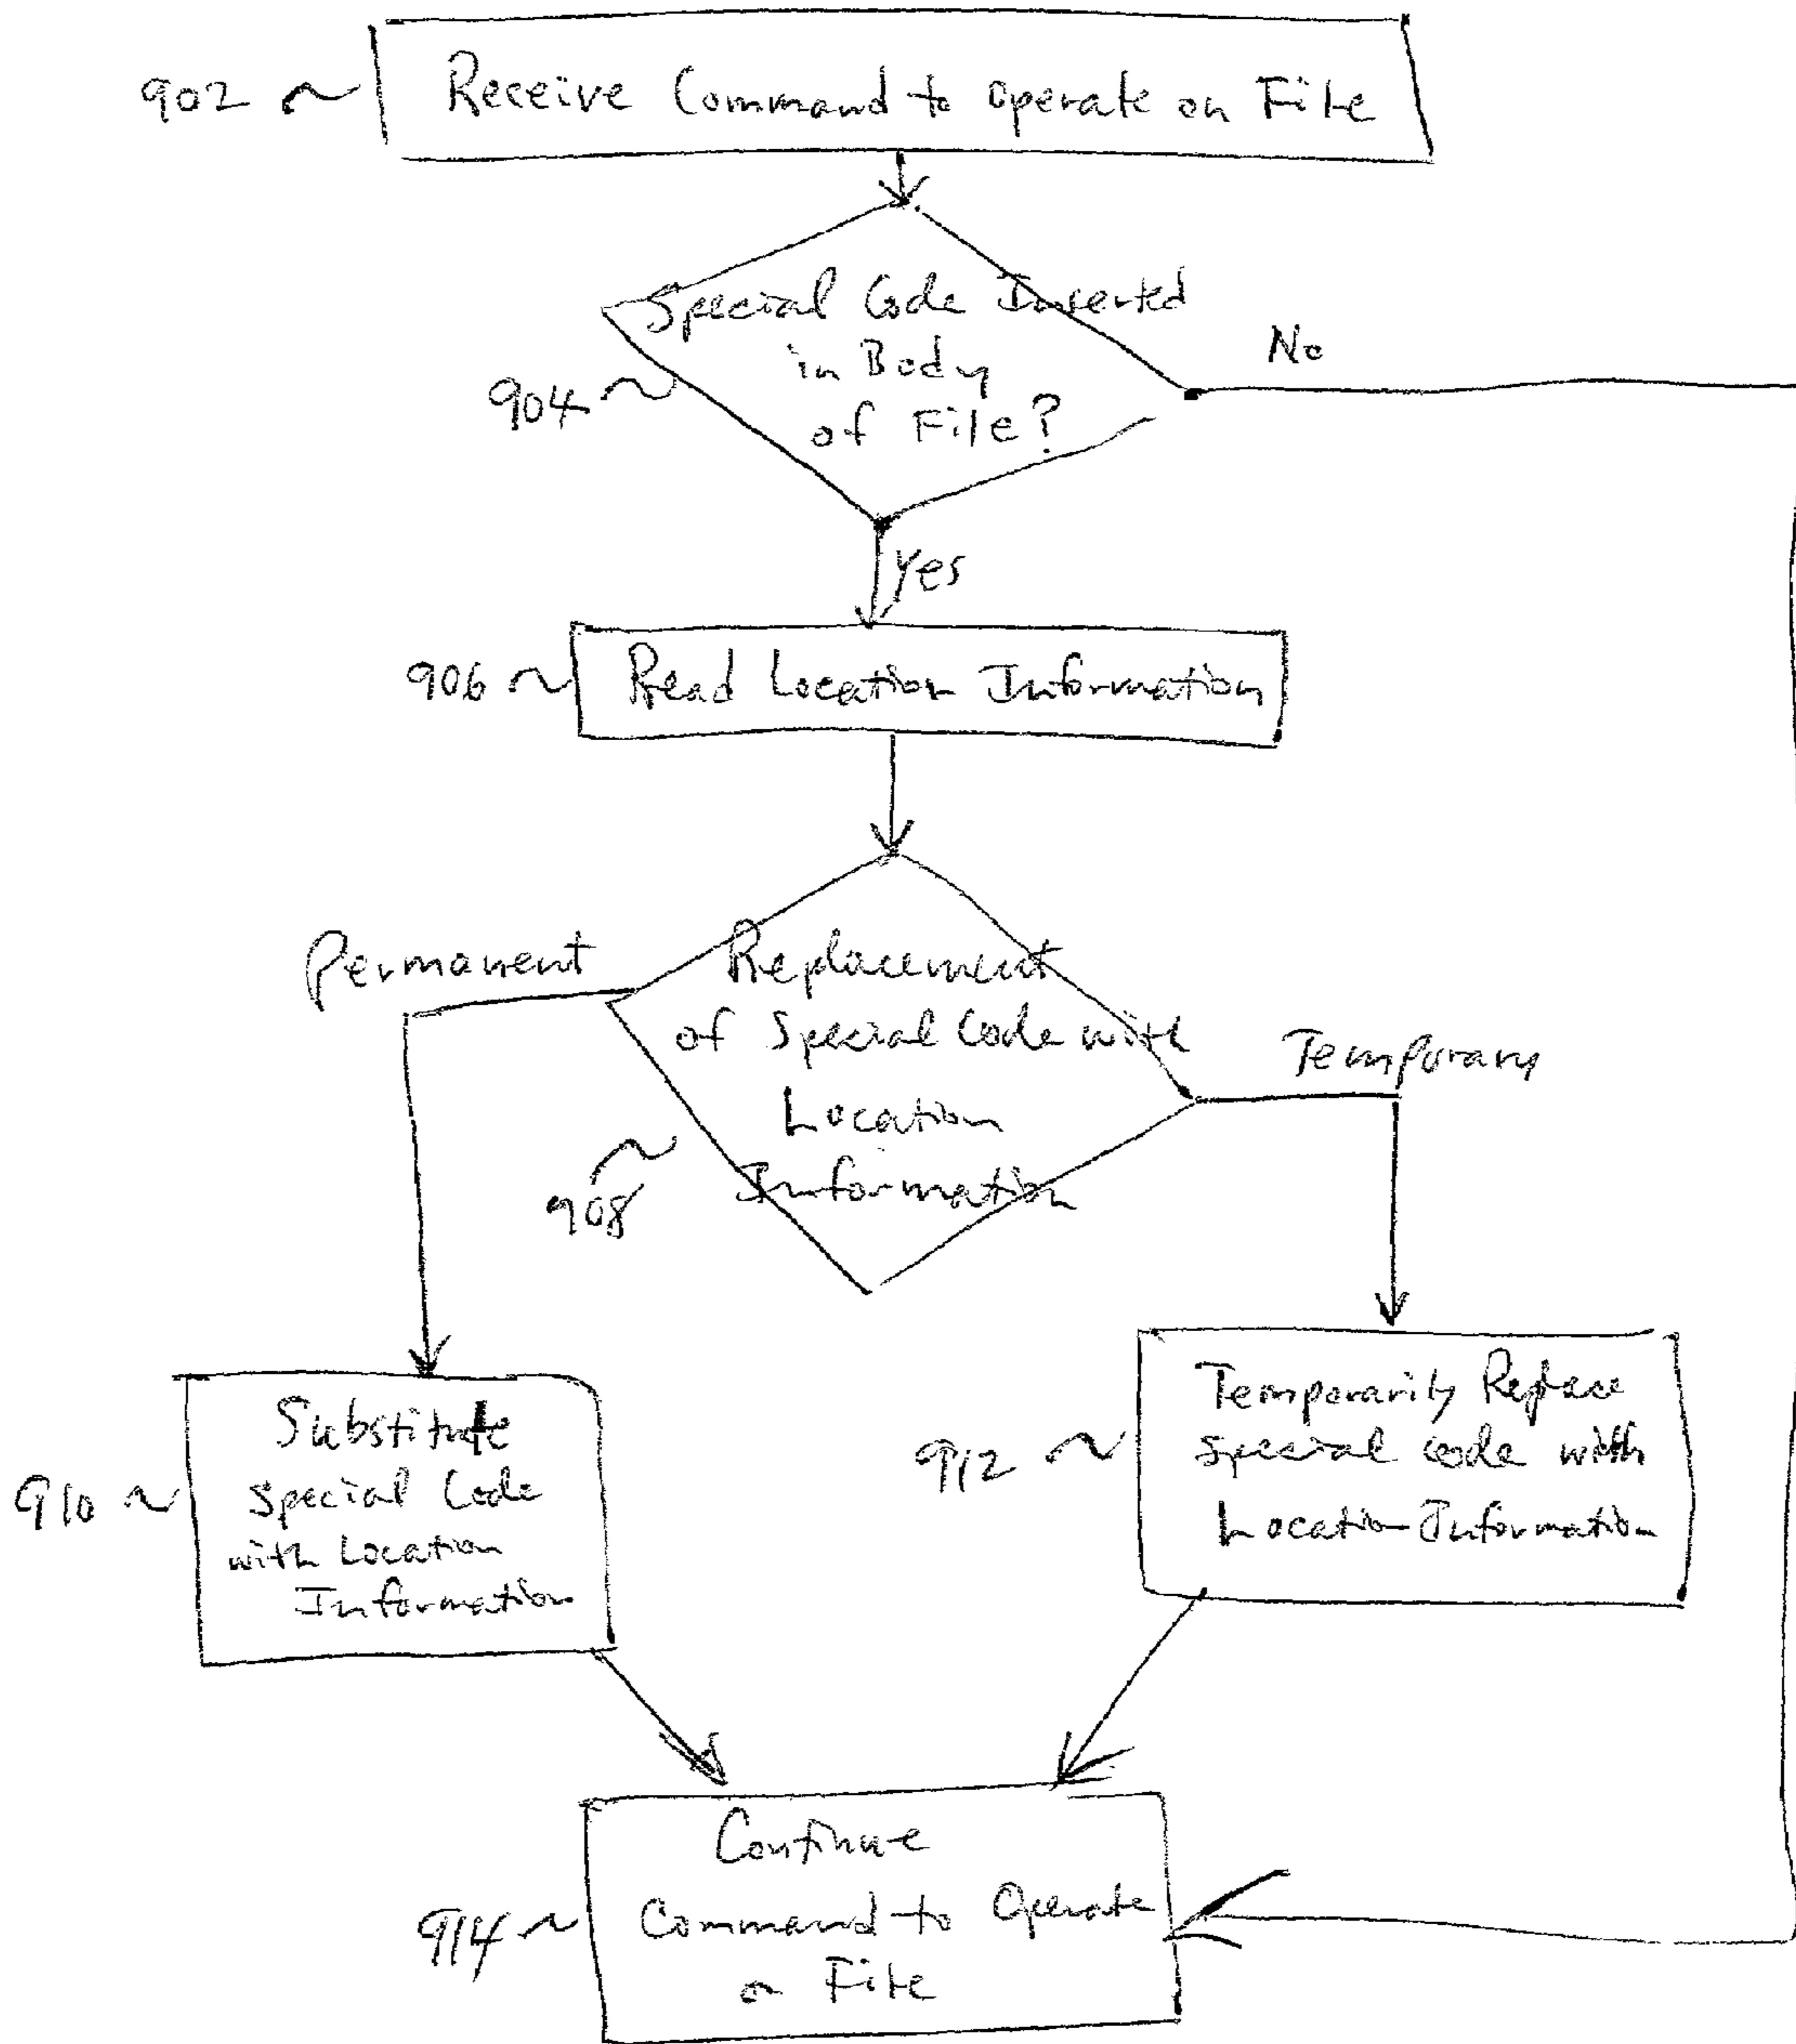 902 Receive Command to operate on File
Special Code Inserted
in Body
of File?
904
No
Yes
906 Read Location Information
Permanent
Replacement
of Special Code with
Location
Information
908
Temporary
910
Substitute
Special Code
with Location
Information
912
Temporarily Replace
special code with
Location Information
914
Continue
Command to Operate
on File